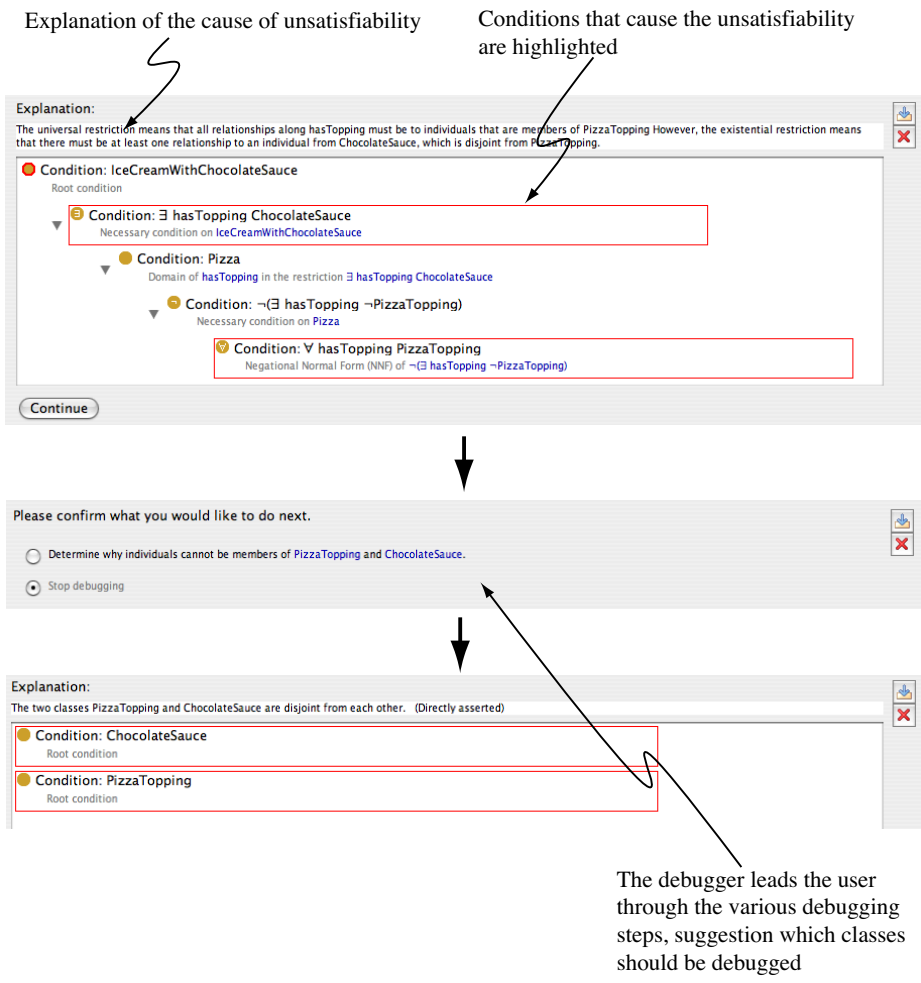 Explanation of the cause of unsatisfiability
Conditions that cause the unsatisfiability
are highlighted
Explanation:
The universal restriction means that all relationships along hasTopping must be to individuals that are members of PizzaTopping However, the existential restriction means
that there must be at least one relationship to an individual from ChocolateSauce, which is disjoint from PizzaTopping.
Condition: IceCreamWithChocolateSauce
Root condition
∃ Condition: ∃ hasTopping ChocolateSauce
Necessary condition on IceCreamWithChocolateSauce
Condition: Pizza
Domain of hasTopping in the restriction ∃ hasTopping ChocolateSauce
¬ Condition: ¬(∃ hasTopping ¬PizzaTopping)
Necessary condition on Pizza
∀ Condition: ∀ hasTopping PizzaTopping
Negational Normal Form (NNF) of ¬(∃ hasTopping ¬PizzaTopping)
Continue
Please confirm what you would like to do next.
Determine why individuals cannot be members of PizzaTopping and ChocolateSauce.
Stop debugging
Explanation:
The two classes PizzaTopping and ChocolateSauce are disjoint from each other. (Directly asserted)
Condition: ChocolateSauce
Root condition
Condition: PizzaTopping
Root condition
The debugger leads the user
through the various debugging
steps, suggestion which classes
should be debugged